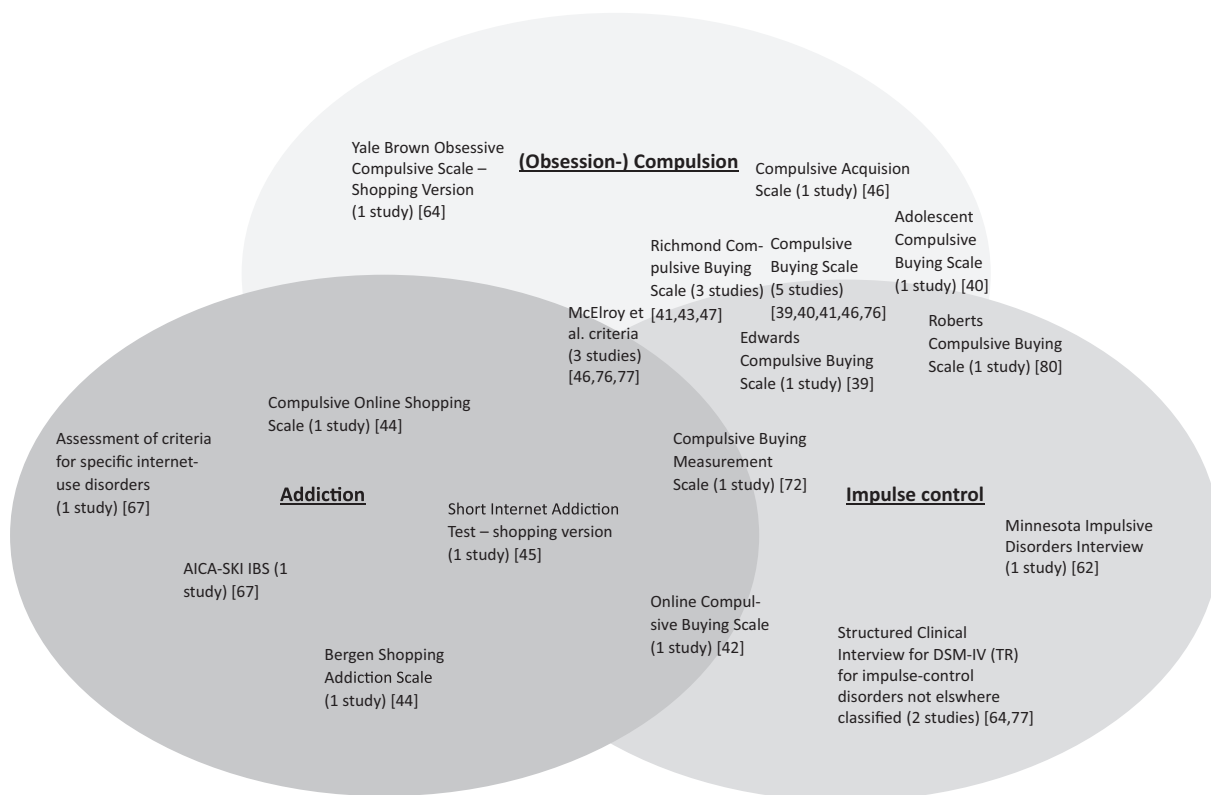 Yale Brown Obsessive
Compulsive Scale –
Shopping Version
(1 study) [64]
(Obsession-) Compulsion
Compulsive Acquision
Scale (1 study) [46]
Adolescent
Compulsive
Buying Scale
(1 study) [40]
Richmond Com-
pulsive Buying
Scale (3 studies)
[41,43,47]
Compulsive
Buying Scale
(5 studies)
[39,40,41,46,76]
McElroy et
al. criteria
(3 studies)
[46,76,77]
Edwards
Compulsive Buying
Scale (1 study) [39]
Roberts
Compulsive Buying
Scale (1 study) [80]
Compulsive Online Shopping
Scale (1 study) [44]
Assessment of criteria
for specific internet-
use disorders
(1 study) [67]
Addiction
Compulsive Buying
Measurement
Scale (1 study) [72]
Impulse control
Short Internet Addiction
Test – shopping version
(1 study) [45]
Minnesota Impulsive
Disorders Interview
(1 study) [62]
AICA-SKI IBS (1
study) [67]
Online Compul-
sive Buying Scale
(1 study) [42]
Structured Clinical
Interview for DSM-IV (TR)
for impulse-control
disorders not elswhere
classified (2 studies) [64,77]
Bergen Shopping
Addiction Scale
(1 study) [44]